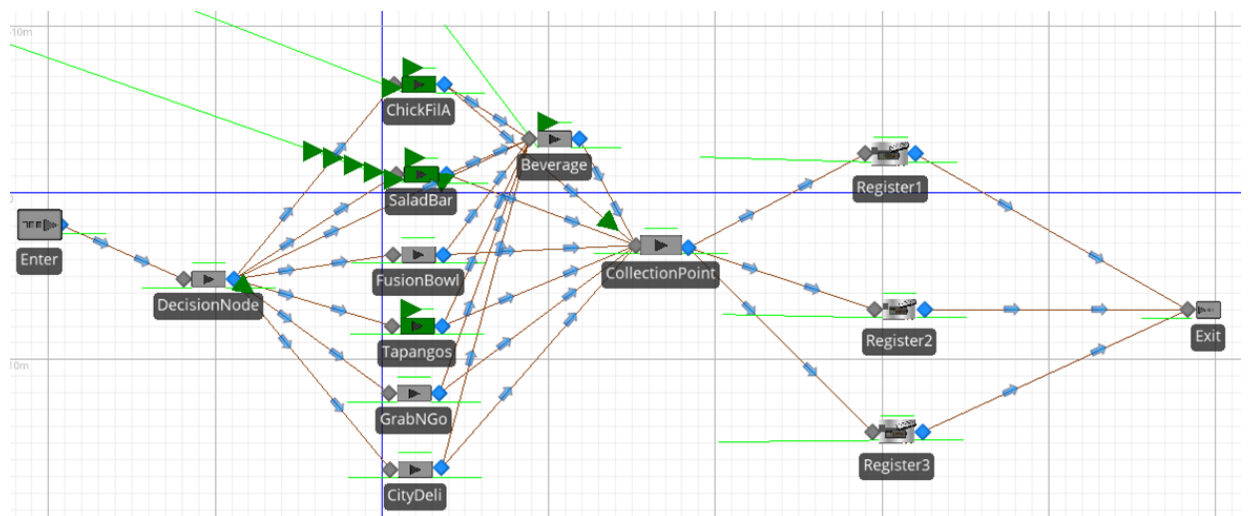 -10m
ChickFilA
Beverage
Register1
SaladBar
0
Enter
CollectionPoint
FusionBowl
DecisionNode
Register2
Exit
Tapangos
10m
GrabNGo
Register3
CityDeli